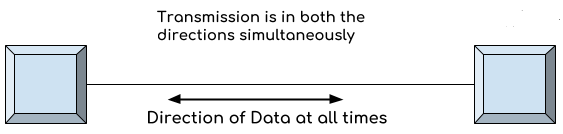 Transmission is in both the
directions simultaneously
Direction of Data at all times